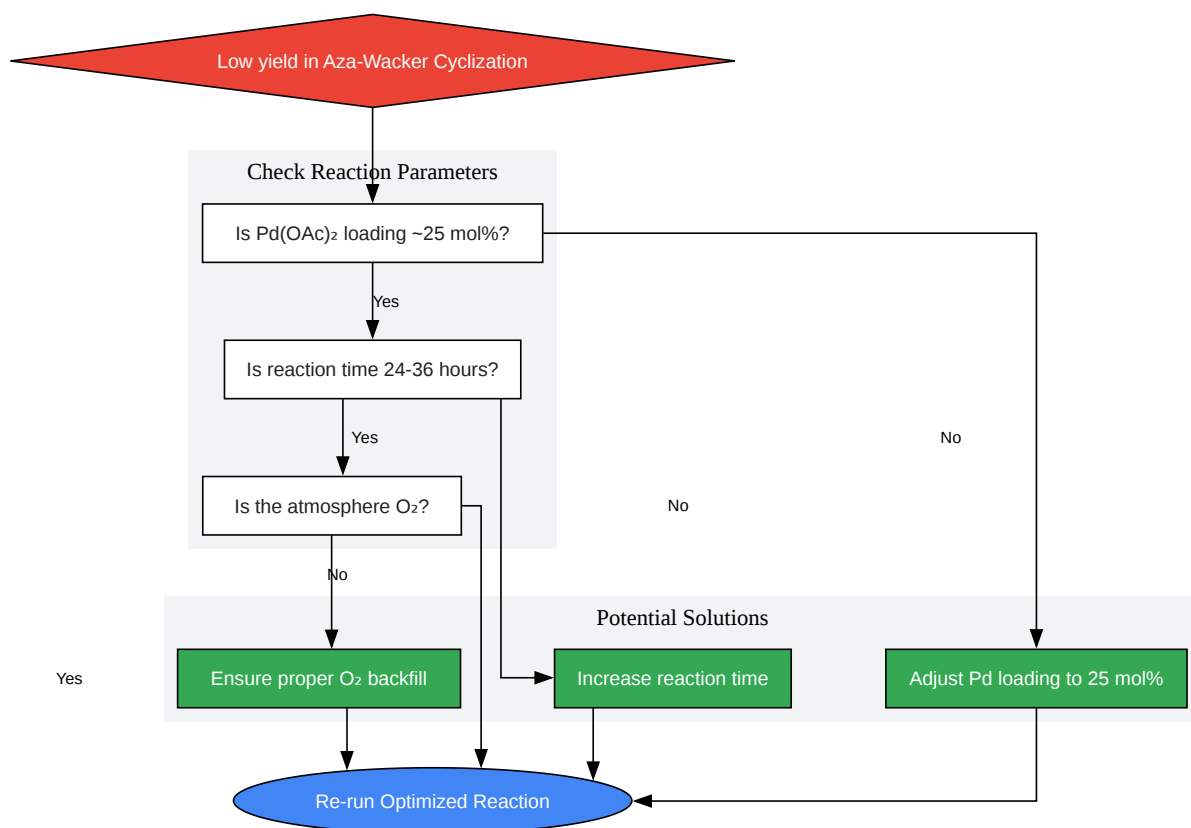 Low yield in Aza-Wacker Cyclization
Check Reaction Parameters
Is Pd(OAc)₂ loading ~25 mol%?
Yes
Is reaction time 24-36 hours?
Yes
No
Is the atmosphere O₂?
No
No
Potential Solutions
Yes
Ensure proper O₂ backfill
Increase reaction time
Adjust Pd loading to 25 mol%
Re-run Optimized Reaction